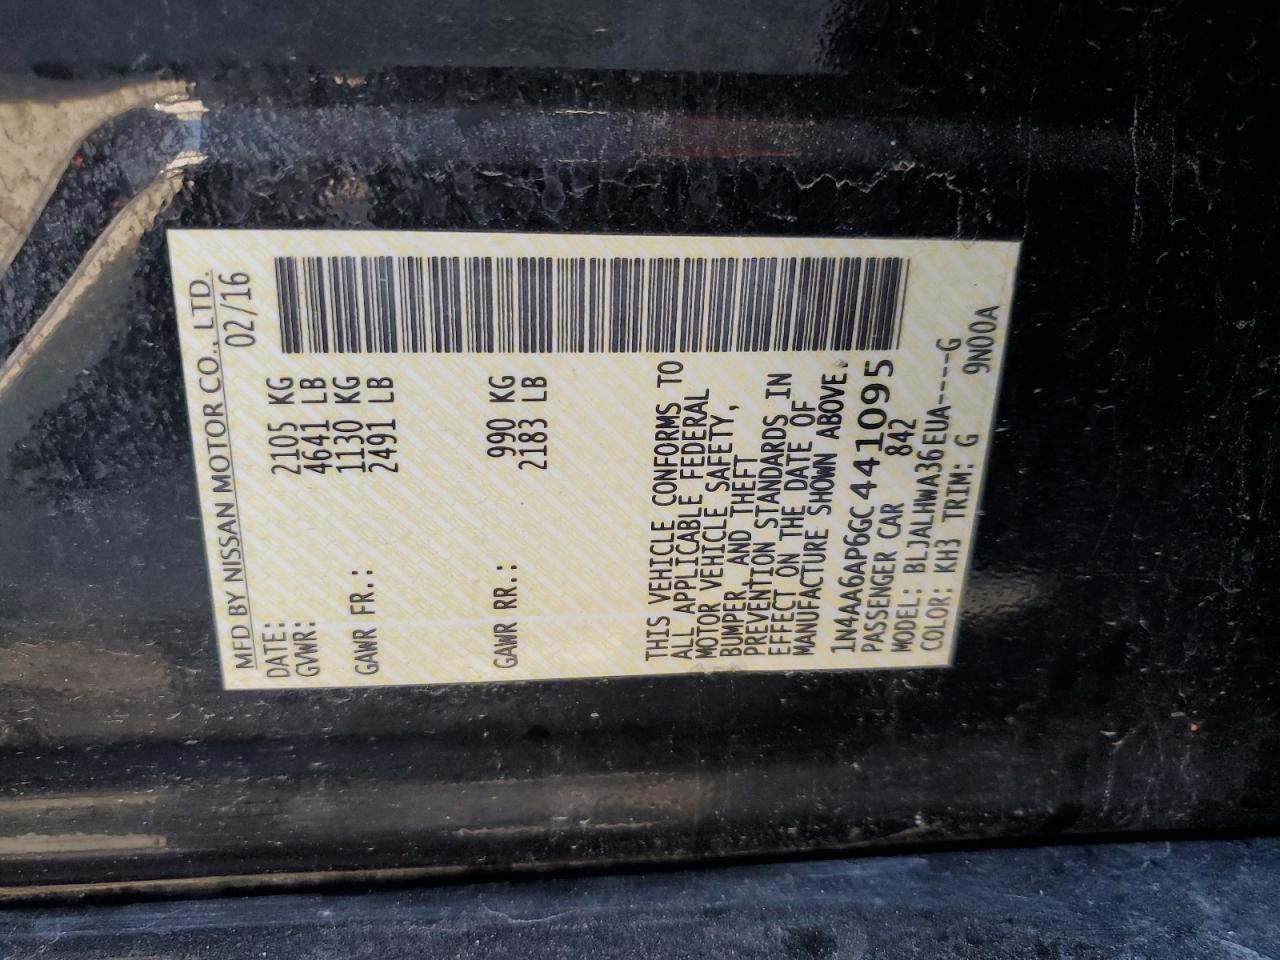 MFD BY NISSAN MOTOR CO., LTD.
DATE: 02/16
GVWR: 2105 KG
4641 LB
GAWR FR.: 1130 KG
2491 LB
GAWR RR.: 990 KG
2183 LB
THIS VEHICLE CONFORMS TO
ALL APPLICABLE FEDERAL
MOTOR VEHICLE SAFETY,
BUMPER, AND THEFT
PREVENTION STANDARDS IN
EFFECT ON THE DATE OF
MANUFACTURE SHOWN ABOVE.
1N4AA6AP6GC441095
PASSENGER CAR 842
MODEL: BLJALHWA36EUA----G
COLOR: KH3 TRIM: G 9N00A